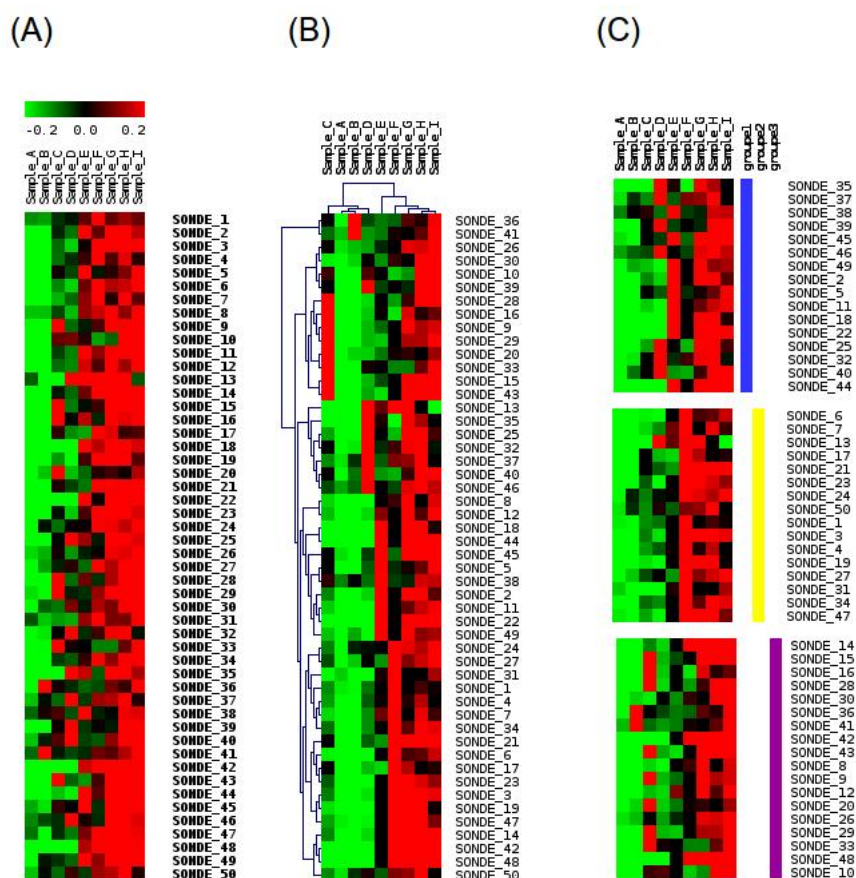 (A)
-0.2 0.0 0.2
Sample_A
Sample_B
Sample_C
Sample_D
Sample_E
Sample_F
Sample_G
Sample_H
Sample_I
SONDE_1
SONDE_2
SONDE_3
SONDE_4
SONDE_5
SONDE_6
SONDE_7
SONDE_8
SONDE_9
SONDE_10
SONDE_11
SONDE_12
SONDE_13
SONDE_14
SONDE_15
SONDE_16
SONDE_17
SONDE_18
SONDE_19
SONDE_20
SONDE_21
SONDE_22
SONDE_23
SONDE_24
SONDE_25
SONDE_26
SONDE_27
SONDE_28
SONDE_29
SONDE_30
SONDE_31
SONDE_32
SONDE_33
SONDE_34
SONDE_35
SONDE_36
SONDE_37
SONDE_38
SONDE_39
SONDE_40
SONDE_41
SONDE_42
SONDE_43
SONDE_44
SONDE_45
SONDE_46
SONDE_47
SONDE_48
SONDE_49
SONDE_50
(B)
Sample_C
Sample_A
Sample_B
Sample_D
Sample_E
Sample_F
Sample_G
Sample_H
Sample_I
SONDE_36
SONDE_41
SONDE_26
SONDE_30
SONDE_10
SONDE_39
SONDE_28
SONDE_16
SONDE_9
SONDE_29
SONDE_20
SONDE_33
SONDE_15
SONDE_43
SONDE_13
SONDE_35
SONDE_25
SONDE_32
SONDE_37
SONDE_40
SONDE_46
SONDE_8
SONDE_12
SONDE_18
SONDE_44
SONDE_45
SONDE_5
SONDE_38
SONDE_2
SONDE_11
SONDE_22
SONDE_49
SONDE_24
SONDE_27
SONDE_31
SONDE_1
SONDE_4
SONDE_7
SONDE_34
SONDE_21
SONDE_6
SONDE_17
SONDE_23
SONDE_3
SONDE_19
SONDE_47
SONDE_14
SONDE_42
SONDE_48
SONDE_50
(C)
Sample_A
Sample_B
Sample_C
Sample_D
Sample_E
Sample_F
Sample_G
Sample_H
Sample_I
groupe1
groupe2
groupe3
SONDE_35
SONDE_37
SONDE_38
SONDE_39
SONDE_45
SONDE_46
SONDE_49
SONDE_2
SONDE_5
SONDE_11
SONDE_18
SONDE_22
SONDE_25
SONDE_32
SONDE_40
SONDE_44
SONDE_6
SONDE_7
SONDE_13
SONDE_17
SONDE_21
SONDE_23
SONDE_24
SONDE_50
SONDE_1
SONDE_3
SONDE_4
SONDE_19
SONDE_27
SONDE_31
SONDE_34
SONDE_47
SONDE_14
SONDE_15
SONDE_16
SONDE_28
SONDE_30
SONDE_36
SONDE_41
SONDE_42
SONDE_43
SONDE_8
SONDE_9
SONDE_12
SONDE_20
SONDE_26
SONDE_29
SONDE_33
SONDE_48
SONDE_10